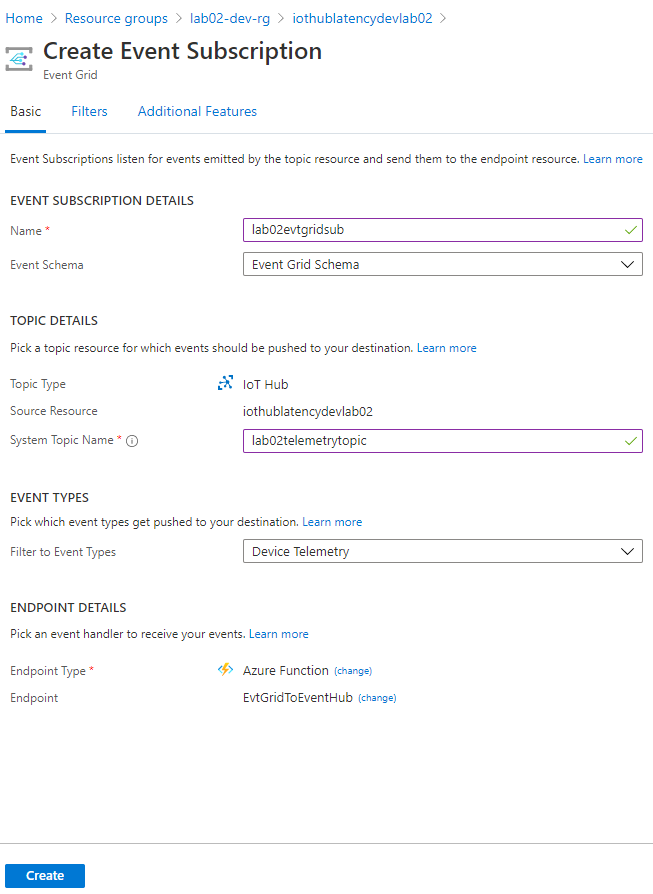 Home > Resource groups > lab02-dev-rg > iothublatencydevlab02 >
Create Event Subscription
Event Grid
Basic Filters Additional Features
Event Subscriptions listen for events emitted by the topic resource and send them to the endpoint resource. Learn more
EVENT SUBSCRIPTION DETAILS
Name * lab02evtgridsub
Event Schema Event Grid Schema
TOPIC DETAILS
Pick a topic resource for which events should be pushed to your destination. Learn more
Topic Type IoT Hub
Source Resource iothublatencydevlab02
System Topic Name * lab02telemetrytopic
EVENT TYPES
Pick which event types get pushed to your destination. Learn more
Filter to Event Types Device Telemetry
ENDPOINT DETAILS
Pick an event handler to receive your events. Learn more
Endpoint Type * Azure Function (change)
Endpoint EvtGridToEventHub (change)
Create